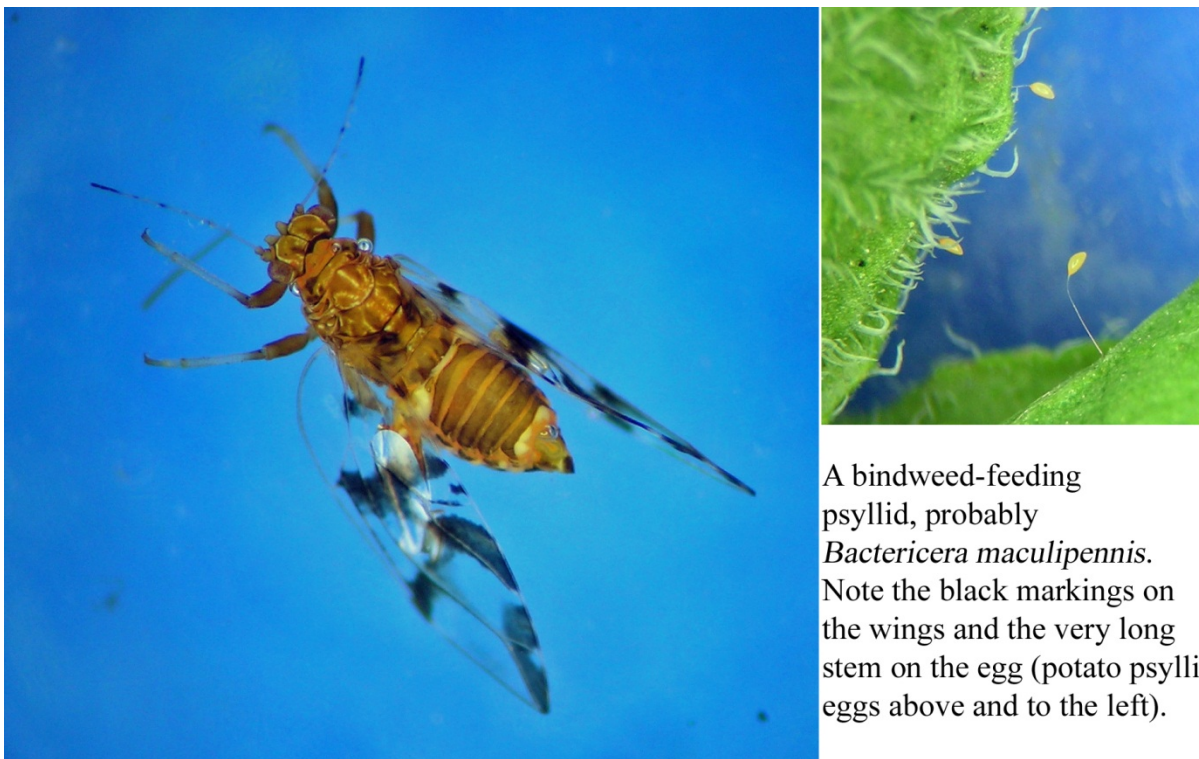 A bindweed-feeding
psyllid, probably
Bactericera maculipennis.
Note the black markings on
the wings and the very long
stem on the egg (potato psylli
eggs above and to the left).